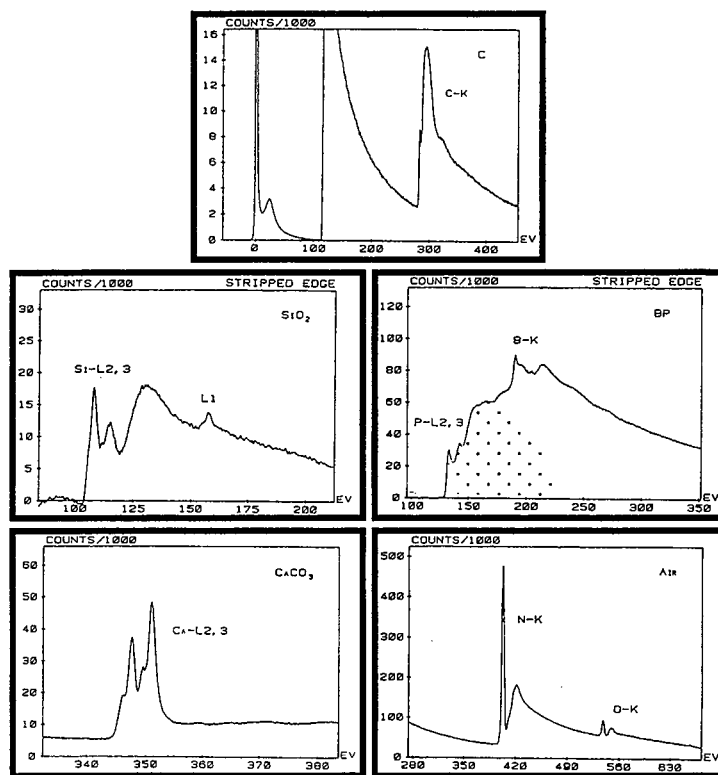 COUNTS/1000
C
C-K
16
14
12
10
8
6
4
2
0
0 100 200 300 400
EV
COUNTS/1000 STRIPPED EDGE
SiO₂
Si-L2,3
L1
30
25
20
15
10
5
0
100 125 150 175 200
EV
COUNTS/1000 STRIPPED EDGE
BP
B-K
P-L2,3
120
100
80
60
40
20
0
100 150 200 250 300 350
EV
COUNTS/1000
CaCO₃
Ca-L2,3
60
50
40
30
20
10
0
340 350 360 370 380
EV
COUNTS/1000
Air
N-K
O-K
500
400
300
200
100
0
280 350 420 490 560 630
EV